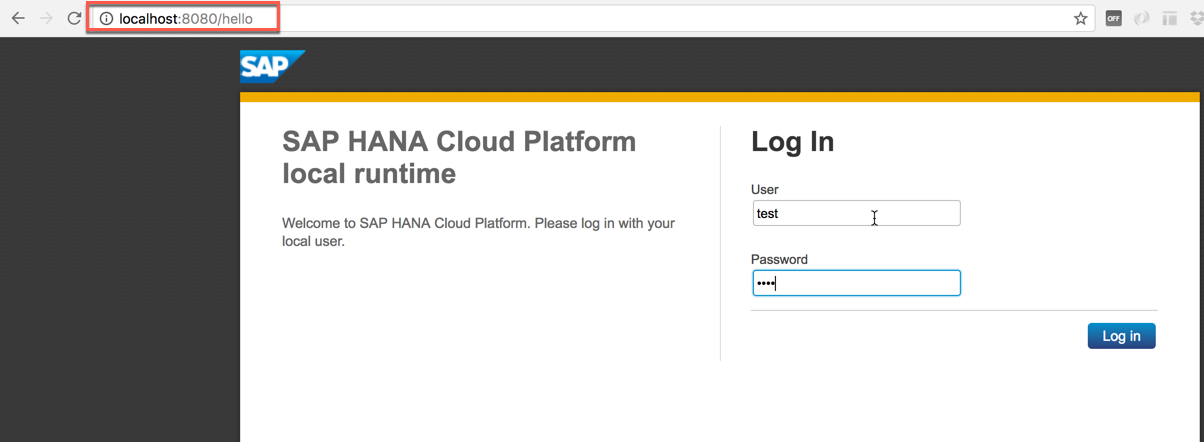 localhost:8080/hello
OFF
SAP
SAP HANA Cloud Platform
local runtime
Welcome to SAP HANA Cloud Platform. Please log in with your
local user.
Log In
User
test
Password
••••
Log in